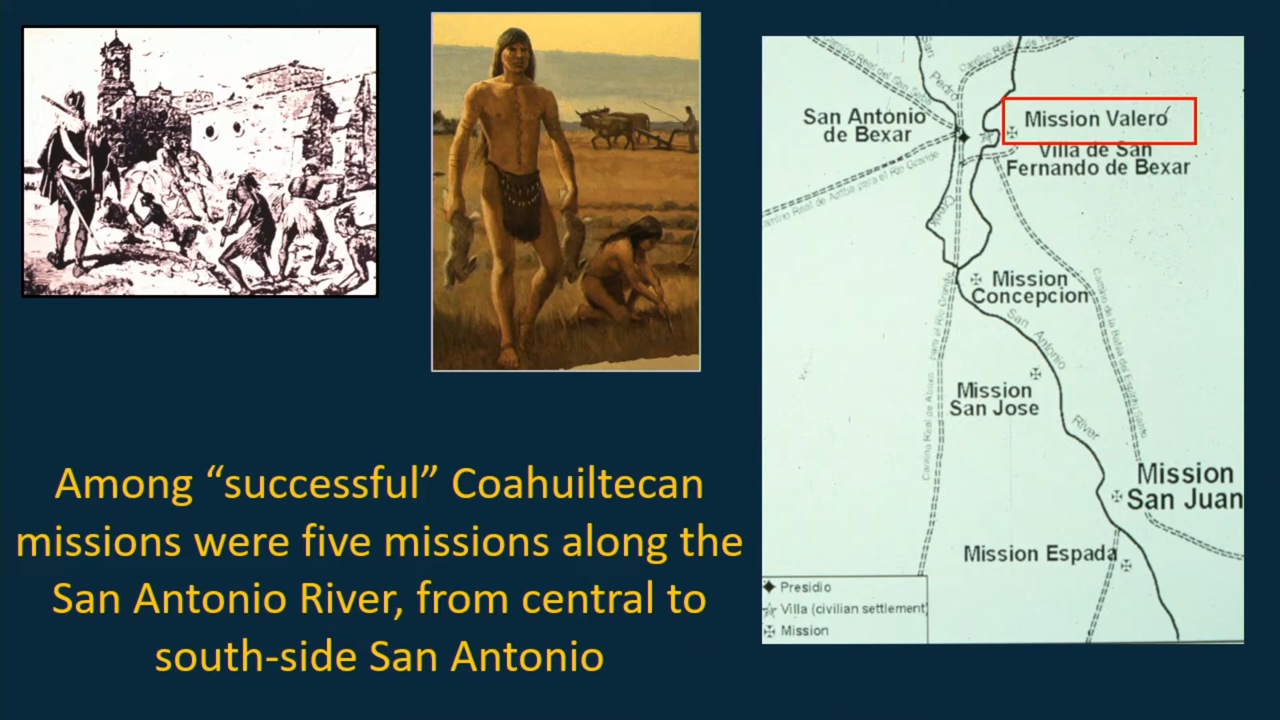 Among “successful” Coahuiltecan
missions were five missions along the
San Antonio River, from central to
south-side San Antonio
San Antonio
de Bexar
Mission Valero
Villa de San
Fernando de Bexar
Pedro
Creek
Mission
Concepcion
San Antonio
River
Mission
San Jose
Mission
San Juan
Mission Espada
Presidio
Villa (civilian settlement)
Mission